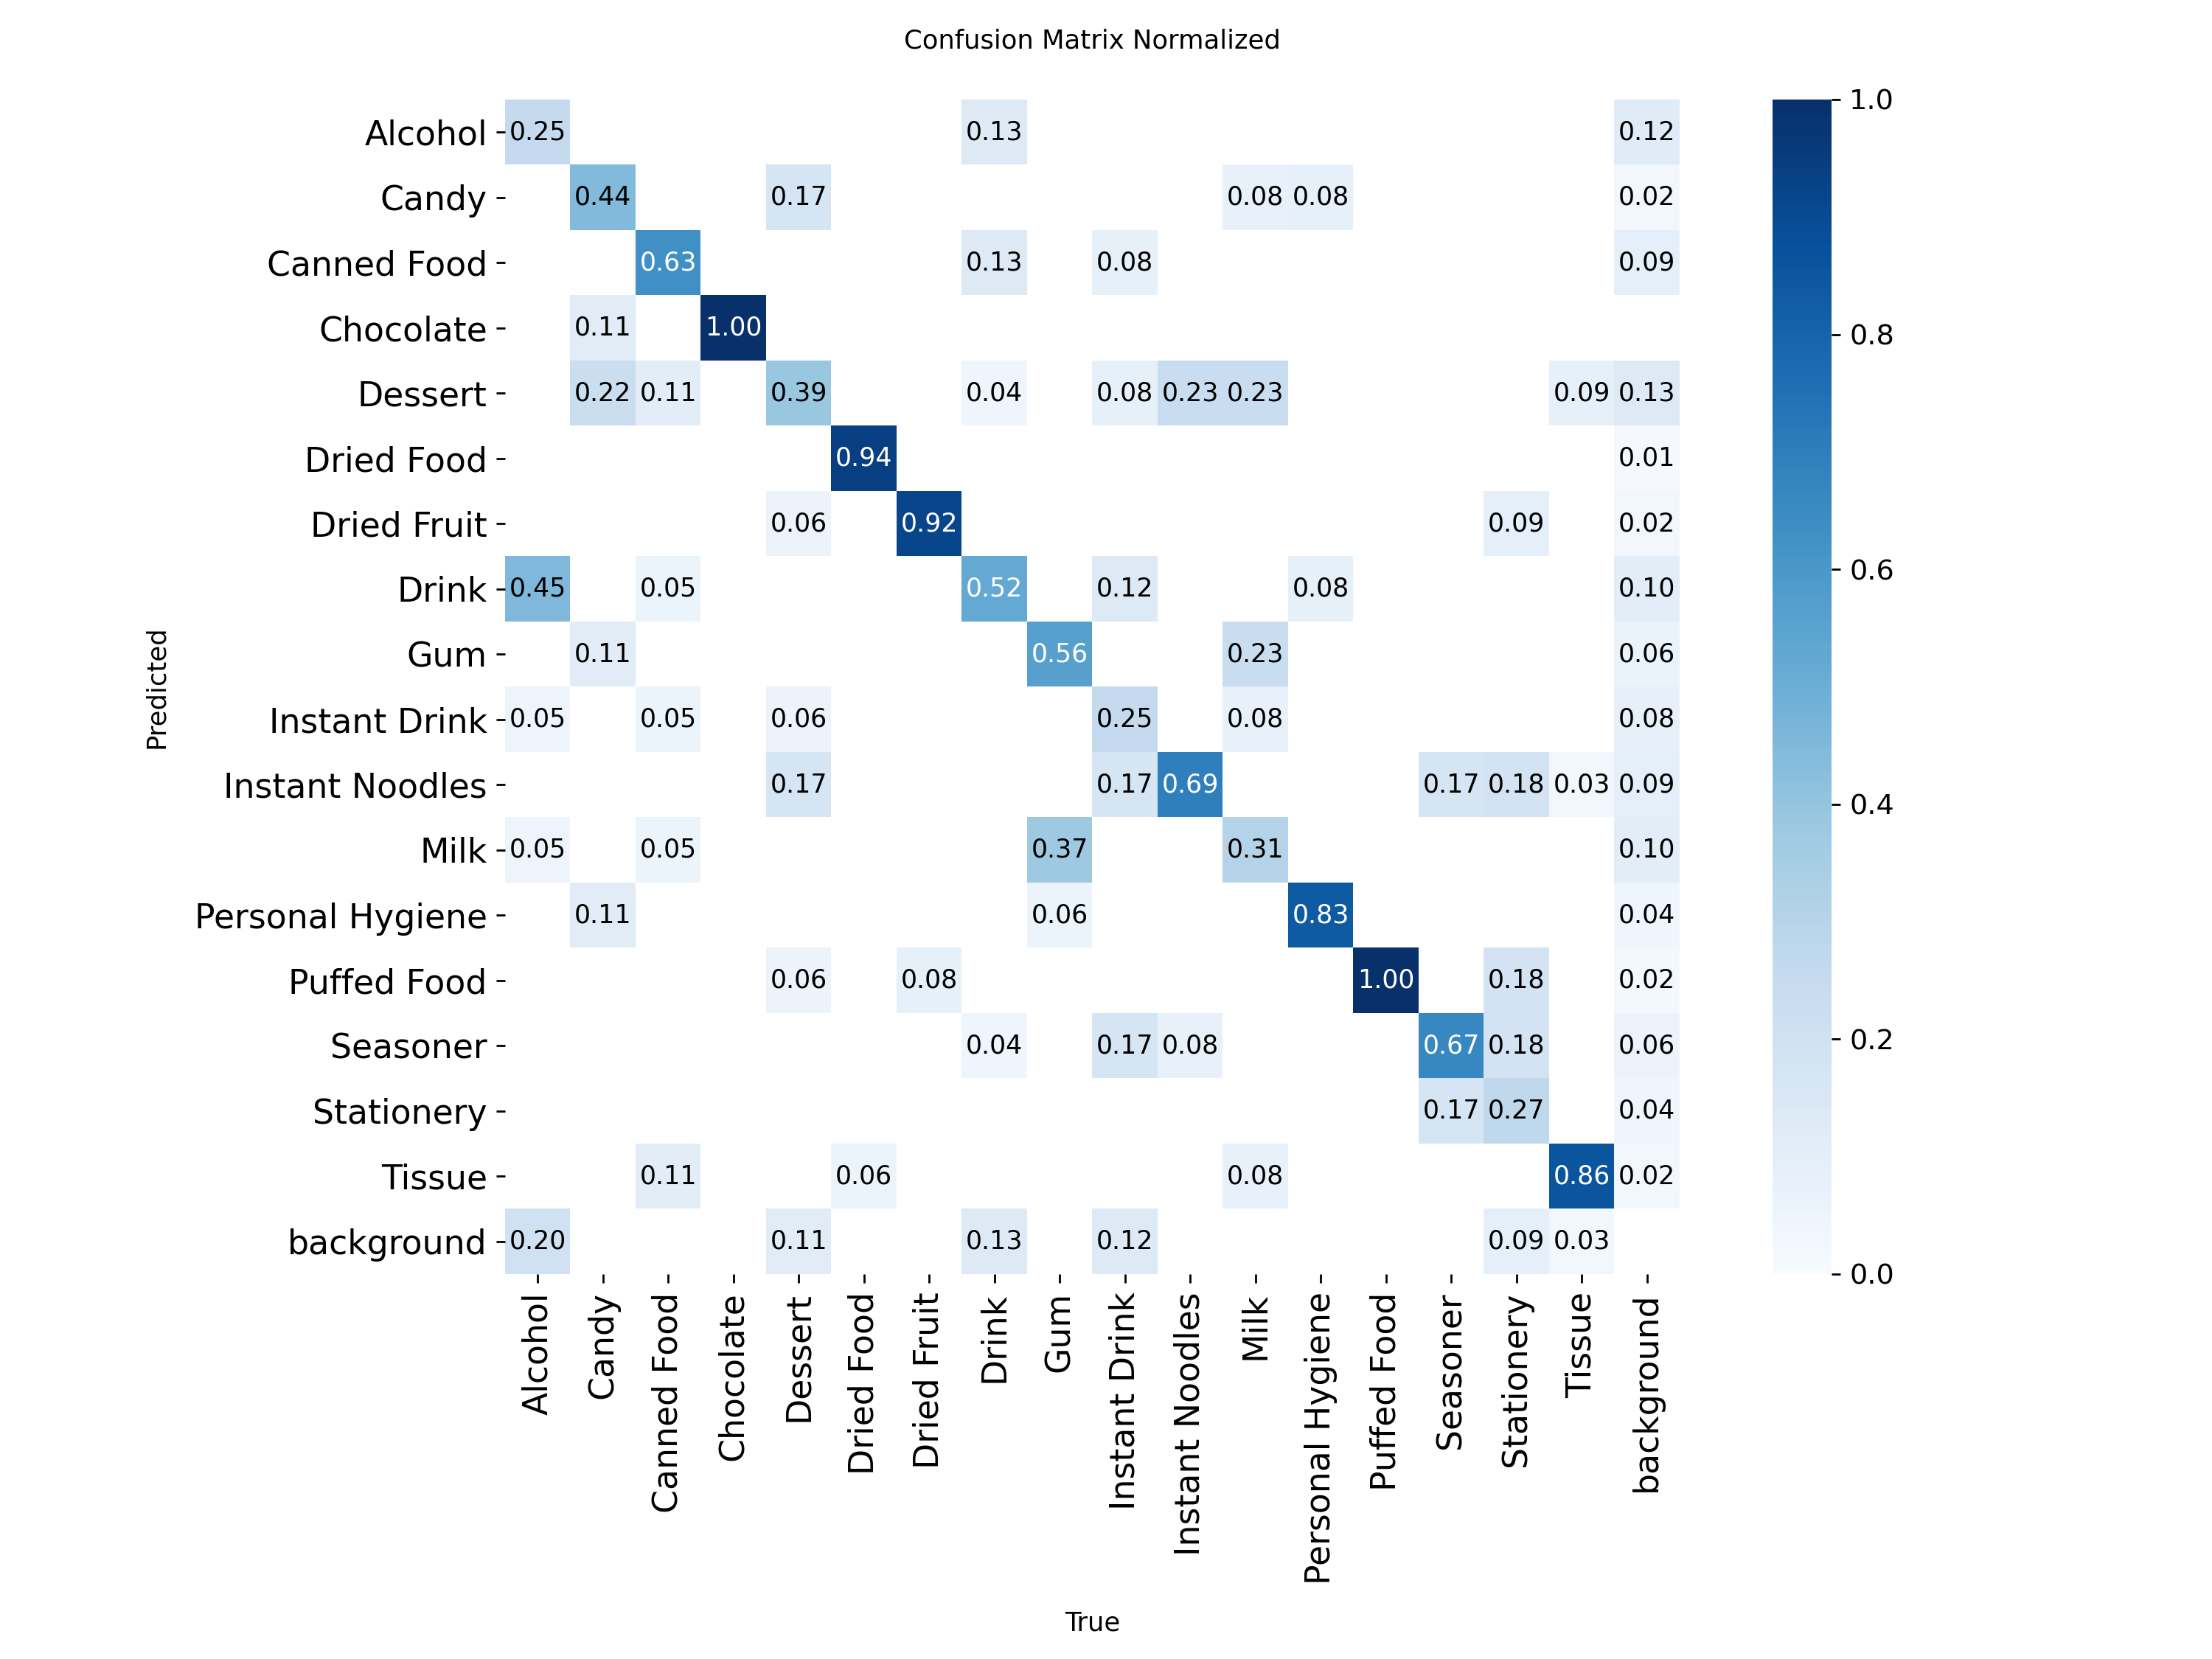 Confusion Matrix Normalized
Alcohol 0.25 0.13 0.12
Candy 0.44 0.17 0.08 0.08 0.02
Canned Food 0.63 0.13 0.08 0.09
Chocolate 0.11 1.00
Dessert 0.22 0.11 0.39 0.04 0.08 0.23 0.23 0.09 0.13
Dried Food 0.94 0.01
Dried Fruit 0.06 0.92 0.09 0.02
Drink 0.45 0.05 0.52 0.12 0.08 0.10
Gum 0.11 0.56 0.23 0.06
Instant Drink 0.05 0.05 0.06 0.25 0.08 0.08
Instant Noodles 0.17 0.17 0.69 0.17 0.18 0.03 0.09
Milk 0.05 0.05 0.37 0.31 0.10
Personal Hygiene 0.11 0.06 0.83 0.04
Puffed Food 0.06 0.08 1.00 0.18 0.02
Seasoner 0.04 0.17 0.08 0.67 0.18 0.06
Stationery 0.17 0.27 0.04
Tissue 0.11 0.06 0.08 0.86 0.02
background 0.20 0.11 0.13 0.12 0.09 0.03
Predicted
Alcohol
Candy
Canned Food
Chocolate
Dessert
Dried Food
Dried Fruit
Drink
Gum
Instant Drink
Instant Noodles
Milk
Personal Hygiene
Puffed Food
Seasoner
Stationery
Tissue
background
True
1.0
0.8
0.6
0.4
0.2
0.0